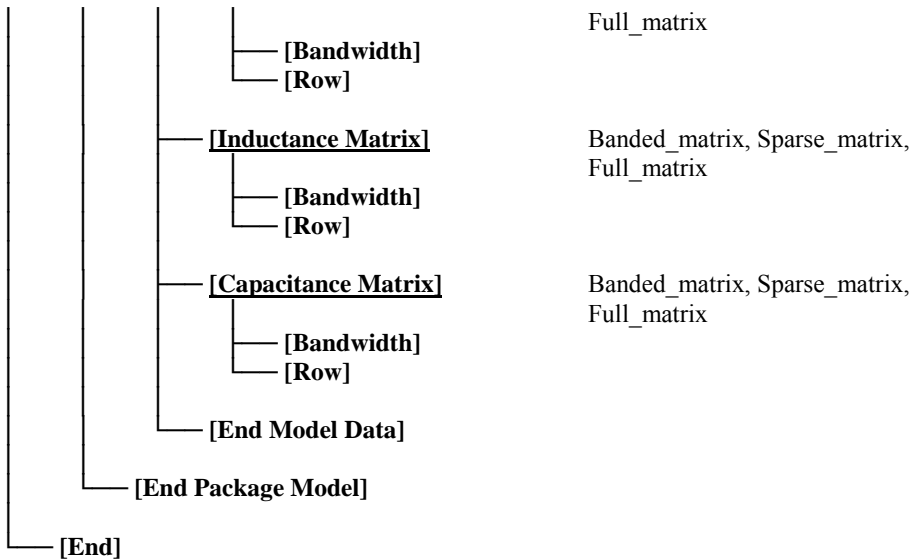 Full_matrix
[Bandwidth]
[Row]
[Inductance Matrix] Banded_matrix, Sparse_matrix,
Full_matrix
[Bandwidth]
[Row]
[Capacitance Matrix] Banded_matrix, Sparse_matrix,
Full_matrix
[Bandwidth]
[Row]
[End Model Data]
[End Package Model]
[End]